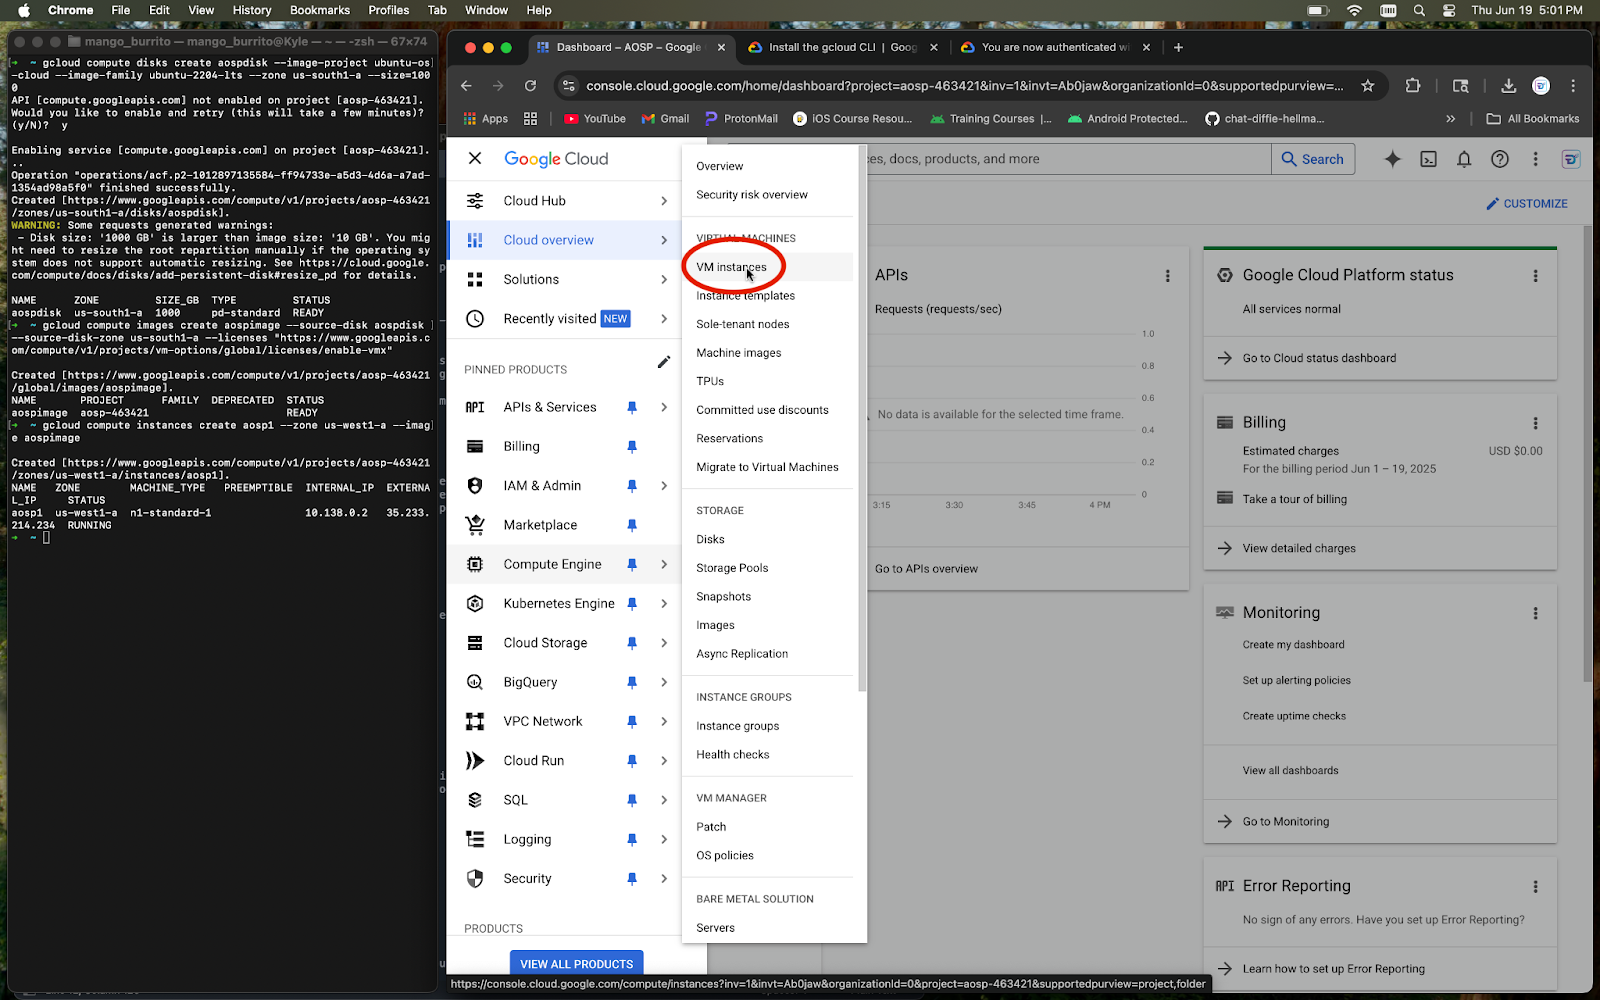 Chrome File Edit View History Bookmarks Profiles Tab Window Help Thu Jun 19 5:01 PM
mango_burrito — mango_burrito@Kyle — ~ — -zsh — 67×74
~ gcloud compute disks create aospdisk --image-project ubuntu-os
-cloud --image-family ubuntu-2204-lts --zone us-south1-a --size=100
0
API [compute.googleapis.com] not enabled on project [aosp-463421].
Would you like to enable and retry (this will take a few minutes)?
(y/N)? y
Enabling service [compute.googleapis.com] on project [aosp-463421].
..
Operation "operations/acf.p2-1012897135584-ff94733e-a5d3-4d6a-a7ad-
1354ad98a5f0" finished successfully.
Created [https://www.googleapis.com/compute/v1/projects/aosp-463421
/zones/us-south1-a/disks/aospdisk].
WARNING: Some requests generated warnings:
- Disk size: '1000 GB' is larger than image size: '10 GB'. You mig
ht need to resize the root repartition manually if the operating sy
stem does not support automatic resizing. See https://cloud.google.
com/compute/docs/disks/add-persistent-disk#resize_pd for details.
NAME ZONE SIZE_GB TYPE STATUS
aospdisk us-south1-a 1000 pd-standard READY
~ gcloud compute images create aospimage --source-disk aospdisk
--source-disk-zone us-south1-a --licenses "https://www.googleapis.c
om/compute/v1/projects/vm-options/global/licenses/enable-vmx"
Created [https://www.googleapis.com/compute/v1/projects/aosp-463421
/global/images/aospimage].
NAME PROJECT FAMILY DEPRECATED STATUS
aospimage aosp-463421 READY
~ gcloud compute instances create aosp1 --zone us-west1-a --imag
e aospimage
Created [https://www.googleapis.com/compute/v1/projects/aosp-463421
/zones/us-west1-a/instances/aosp1].
NAME ZONE MACHINE_TYPE PREEMPTIBLE INTERNAL_IP EXTERNA
L_IP STATUS
aosp1 us-west1-a n1-standard-1 10.138.0.2 35.233.
214.234 RUNNING
~
Dashboard – AOSP – Google
Install the gcloud CLI | Goog
You are now authenticated wi
console.cloud.google.com/home/dashboard?project=aosp-463421&inv=1&invt=Ab0jaw&organizationId=0&supportedpurview=...
Apps YouTube Gmail ProtonMail iOS Course Resou... Training Courses |... Android Protected... chat-diffie-hellma... » All Bookmarks
Google Cloud
Cloud Hub
Cloud overview
Solutions
Recently visited NEW
PINNED PRODUCTS
API APIs & Services
Billing
IAM & Admin
Marketplace
Compute Engine
Kubernetes Engine
Cloud Storage
BigQuery
VPC Network
Cloud Run
SQL
Logging
Security
PRODUCTS
VIEW ALL PRODUCTS
Overview
Security risk overview
VIRTUAL MACHINES
VM instances
Instance templates
Sole-tenant nodes
Machine images
TPUs
Committed use discounts
Reservations
Migrate to Virtual Machines
STORAGE
Disks
Storage Pools
Snapshots
Images
Async Replication
INSTANCE GROUPS
Instance groups
Health checks
VM MANAGER
Patch
OS policies
BARE METAL SOLUTION
Servers
es, docs, products, and more
Search
CUSTOMIZE
APIs
Requests (requests/sec)
1.0
0.8
0.6
No data is available for the selected time frame.
0.4
0.2
0
3:15 3:30 3:45 4 PM
Go to APIs overview
Google Cloud Platform status
All services normal
Go to Cloud status dashboard
Billing
Estimated charges USD $0.00
For the billing period Jun 1 – 19, 2025
Take a tour of billing
View detailed charges
Monitoring
Create my dashboard
Set up alerting policies
Create uptime checks
View all dashboards
Go to Monitoring
API Error Reporting
No sign of any errors. Have you set up Error Reporting?
Learn how to set up Error Reporting
https://console.cloud.google.com/compute/instances?inv=1&invt=Ab0jaw&organizationId=0&project=aosp-463421&supportedpurview=project,folder